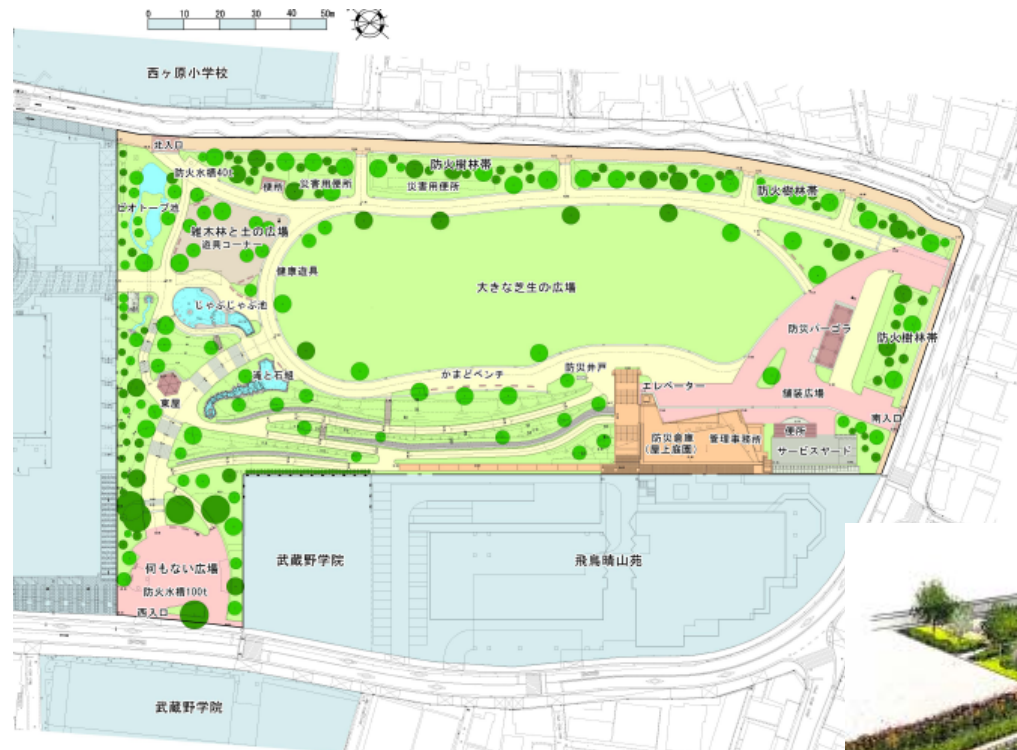 0 10 20 30 40 50m
西ヶ原小学校
北入口
防火水槽40t
便所
災害用便所
災害用便所
防火樹林帯
防火樹林帯
ビオトープ池
雑木林と土の広場
遊具コーナー
健康遊具
大きな芝生の広場
じゃぶじゃぶ池
防災パーゴラ
防火樹林帯
滝と石組
かまどベンチ
防災井戸
エレベーター
舗装広場
東屋
南入口
防災倉庫
(屋上庭園)
管理事務所
便所
サービスヤード
何もない広場
防火水槽100t
西入口
武蔵野学院
飛鳥晴山苑
武蔵野学院